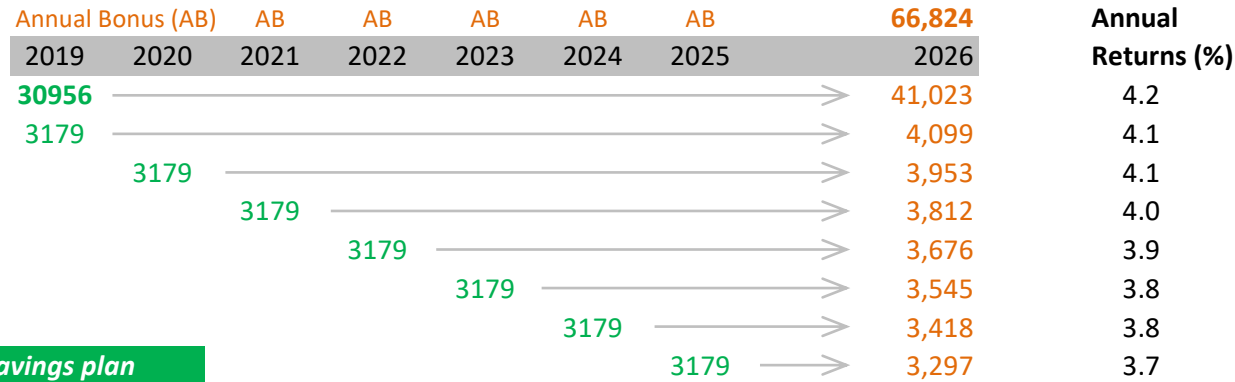 Annual Bonus (AB) AB AB AB AB AB 66,824 Annual
2019 2020 2021 2022 2023 2024 2025 2026 Returns (%)
30956 41,023 4.2
3179 4,099 4.1
3179 3,953 4.1
3179 3,812 4.0
3179 3,676 3.9
3179 3,545 3.8
3179 3,418 3.8
avings plan 3179 3,297 3.7